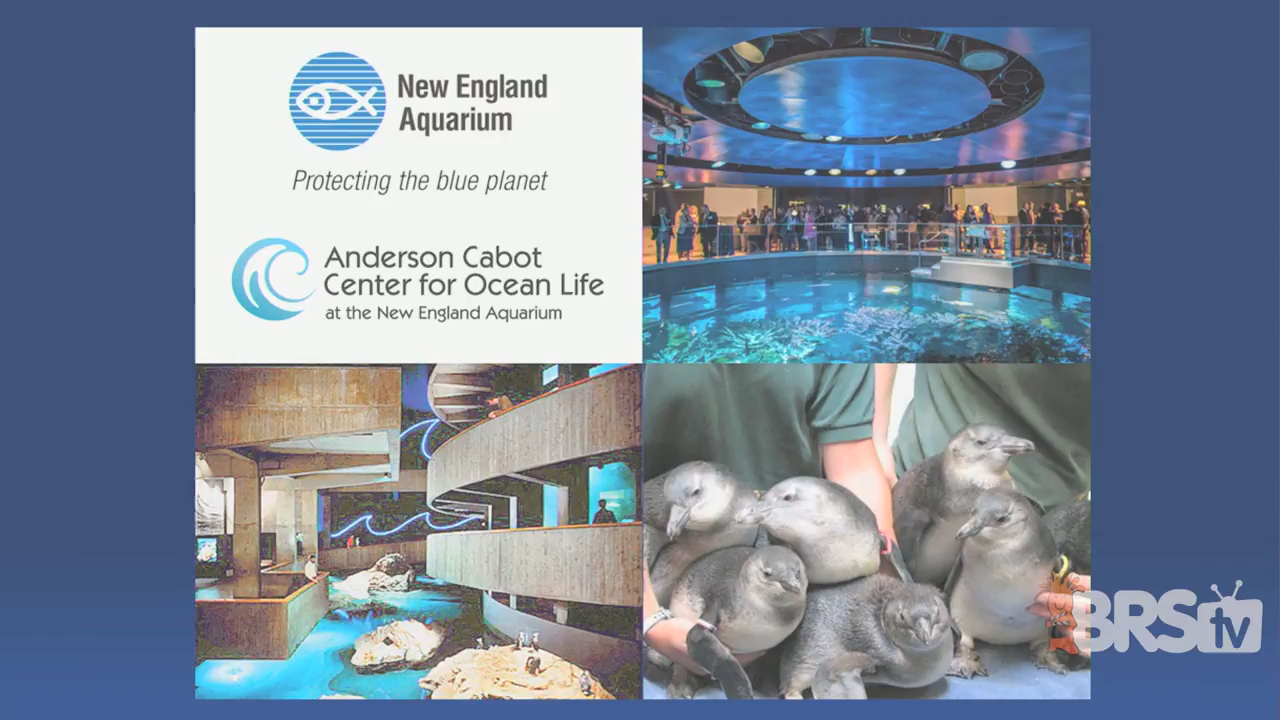 New England
Aquarium
Protecting the blue planet
Anderson Cabot
Center for Ocean Life
at the New England Aquarium
BRStv